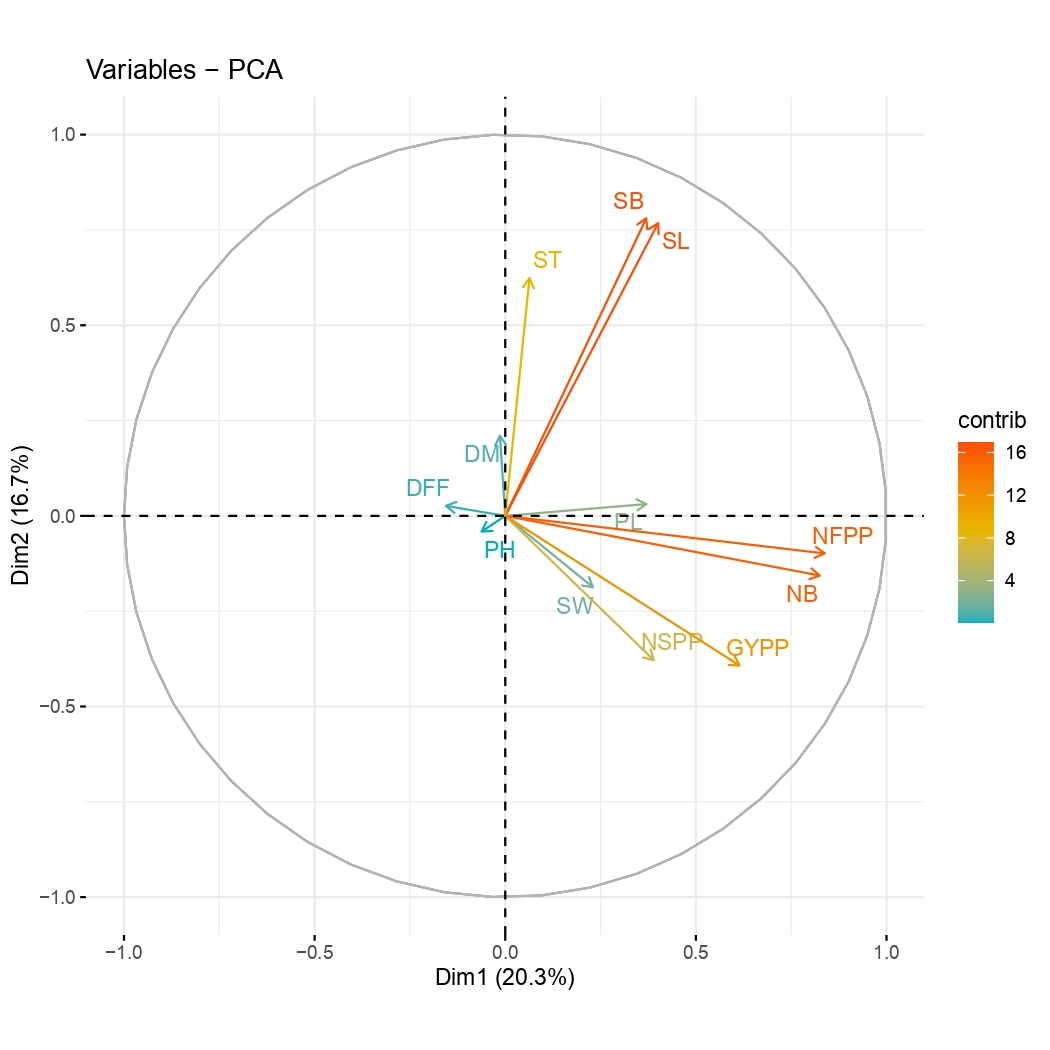 Variables − PCA
1.0
0.5
0.0
−0.5
−1.0
Dim2 (16.7%)
SB
SL
ST
DM
DFF
PL
PH
NFPP
NB
SW
NSPP
GYPP
−1.0
−0.5
0.0
0.5
1.0
Dim1 (20.3%)
contrib
16
12
8
4